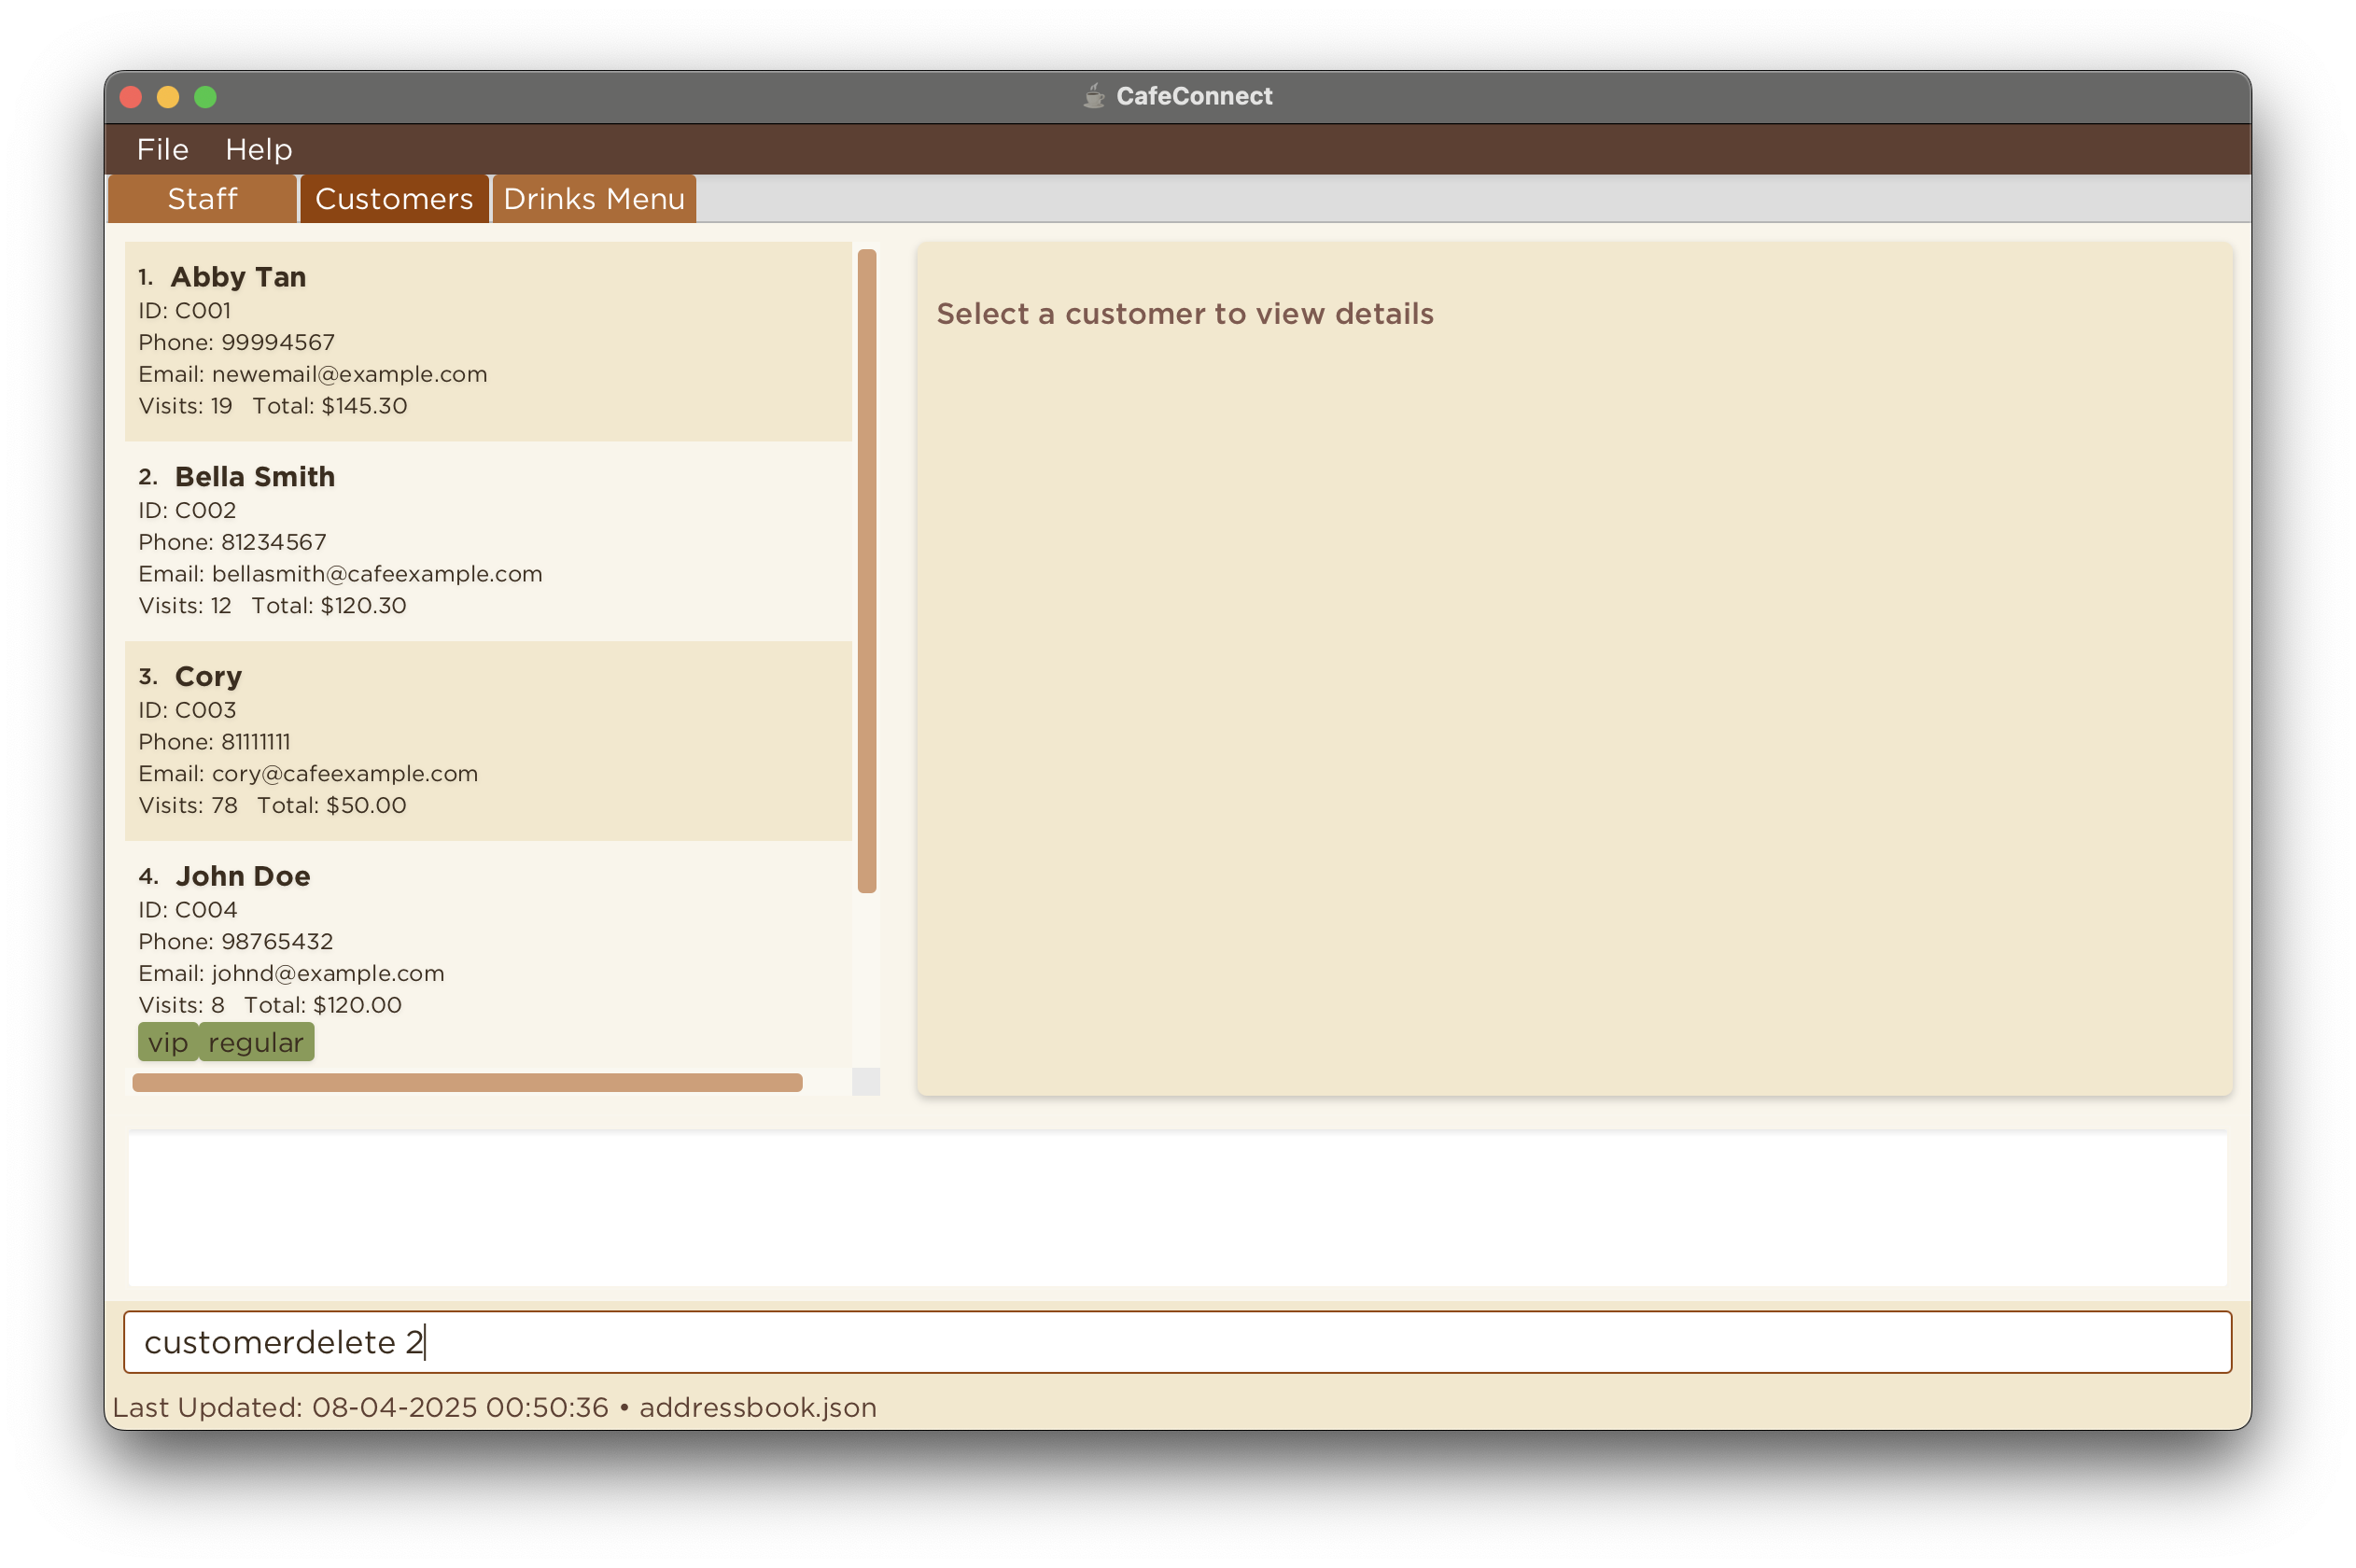 CafeConnect
File Help
Staff Customers Drinks Menu
1. Abby Tan
ID: C001
Phone: 99994567
Email: newemail@example.com
Visits: 19 Total: $145.30
2. Bella Smith
ID: C002
Phone: 81234567
Email: bellasmith@cafeexample.com
Visits: 12 Total: $120.30
3. Cory
ID: C003
Phone: 81111111
Email: cory@cafeexample.com
Visits: 78 Total: $50.00
4. John Doe
ID: C004
Phone: 98765432
Email: johnd@example.com
Visits: 8 Total: $120.00
vip regular
Select a customer to view details
customerdelete 2
Last Updated: 08-04-2025 00:50:36 • addressbook.json